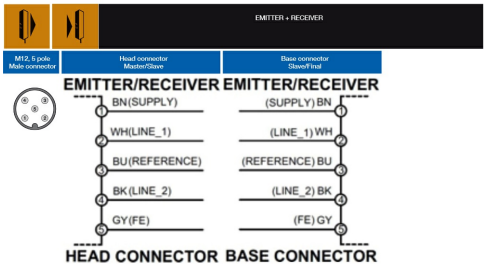 EMITTER + RECEIVER
M12, 5 pole
Male connector
Head connector
Master/Slave
Base connector
Slave/Final
EMITTER/RECEIVER EMITTER/RECEIVER
BN(SUPPLY)
(SUPPLY) BN
1
1
WH(LINE_1)
(LINE_1) WH
2
2
BU(REFERENCE)
(REFERENCE) BU
3
3
BK(LINE_2)
(LINE_2) BK
4
4
GY(FE)
(FE) GY
5
5
HEAD CONNECTOR BASE CONNECTOR